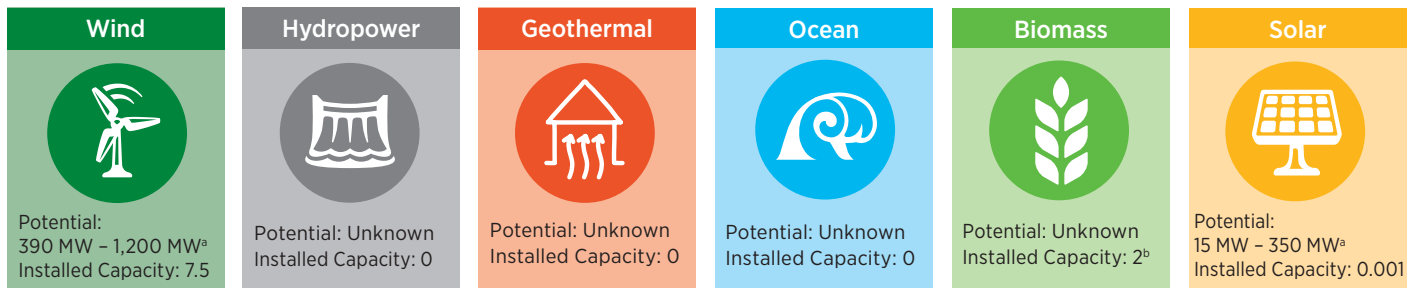 Wind
Potential:
390 MW – 1,200 MWᵃ
Installed Capacity: 7.5
Hydropower
Potential: Unknown
Installed Capacity: 0
Geothermal
Potential: Unknown
Installed Capacity: 0
Ocean
Potential: Unknown
Installed Capacity: 0
Biomass
Potential: Unknown
Installed Capacity: 2ᵇ
Solar
Potential:
15 MW – 350 MWᵃ
Installed Capacity: 0.001